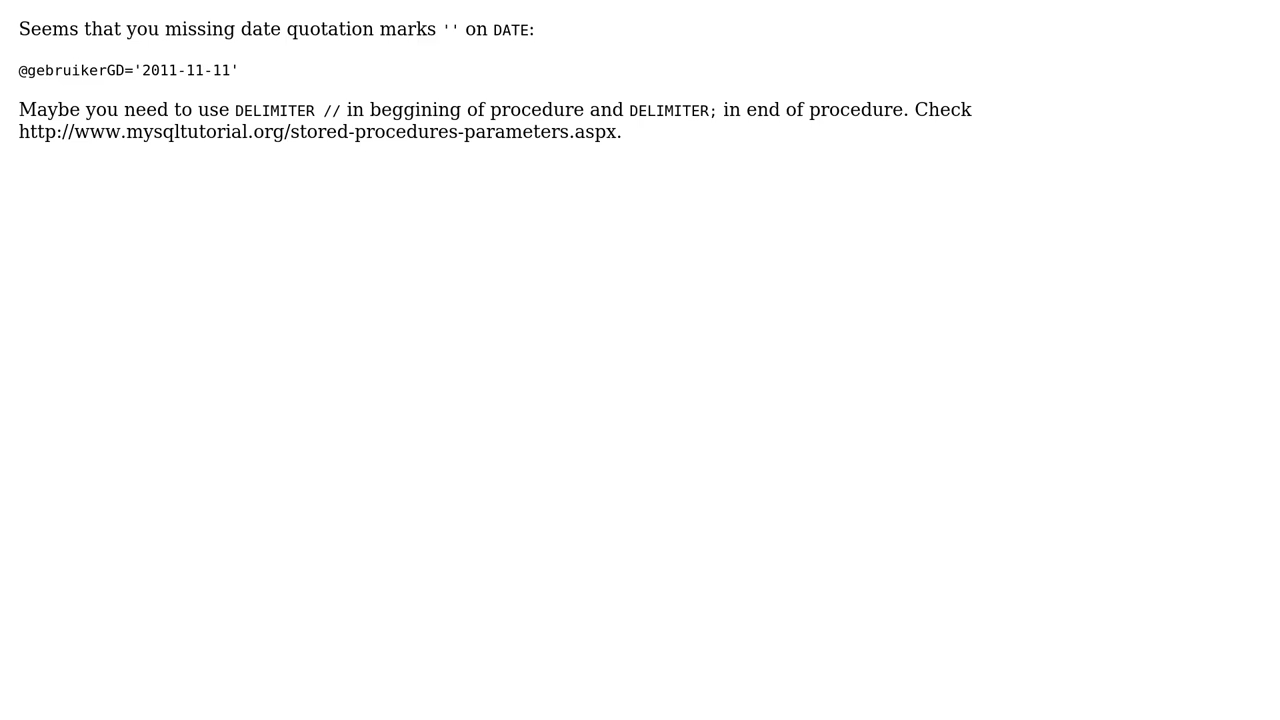 Seems that you missing date quotation marks '' on DATE:
@gebruikerGD='2011-11-11'
Maybe you need to use DELIMITER // in beggining of procedure and DELIMITER; in end of procedure. Check
http://www.mysqltutorial.org/stored-procedures-parameters.aspx.